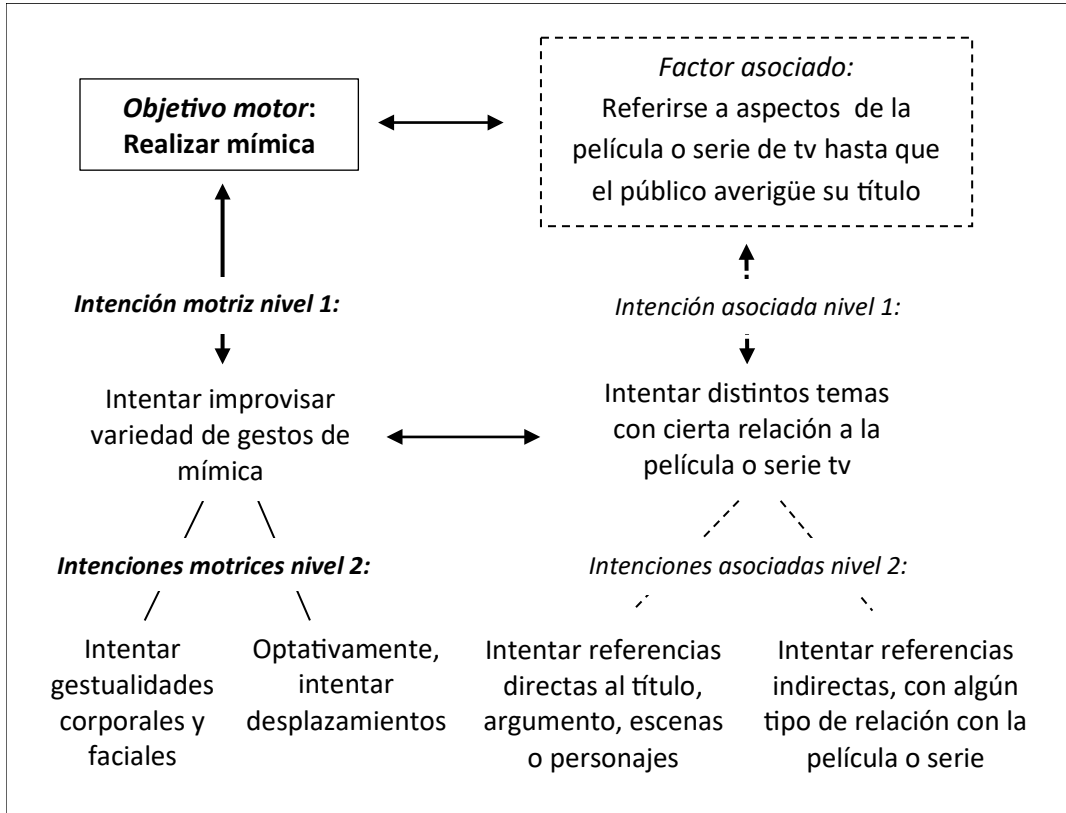 Objetivo motor:
Realizar mímica
Factor asociado:
Referirse a aspectos de la
película o serie de tv hasta que
el público averigüe su título
Intención motriz nivel 1:
Intención asociada nivel 1:
Intentar improvisar
variedad de gestos de
mímica
Intentar distintos temas
con cierta relación a la
película o serie tv
Intenciones motrices nivel 2:
Intenciones asociadas nivel 2:
Intentar
gestualidades
corporales y
faciales
Optativamente,
intentar
desplazamientos
Intentar referencias
directas al título,
argumento, escenas
o personajes
Intentar referencias
indirectas, con algún
tipo de relación con la
película o serie